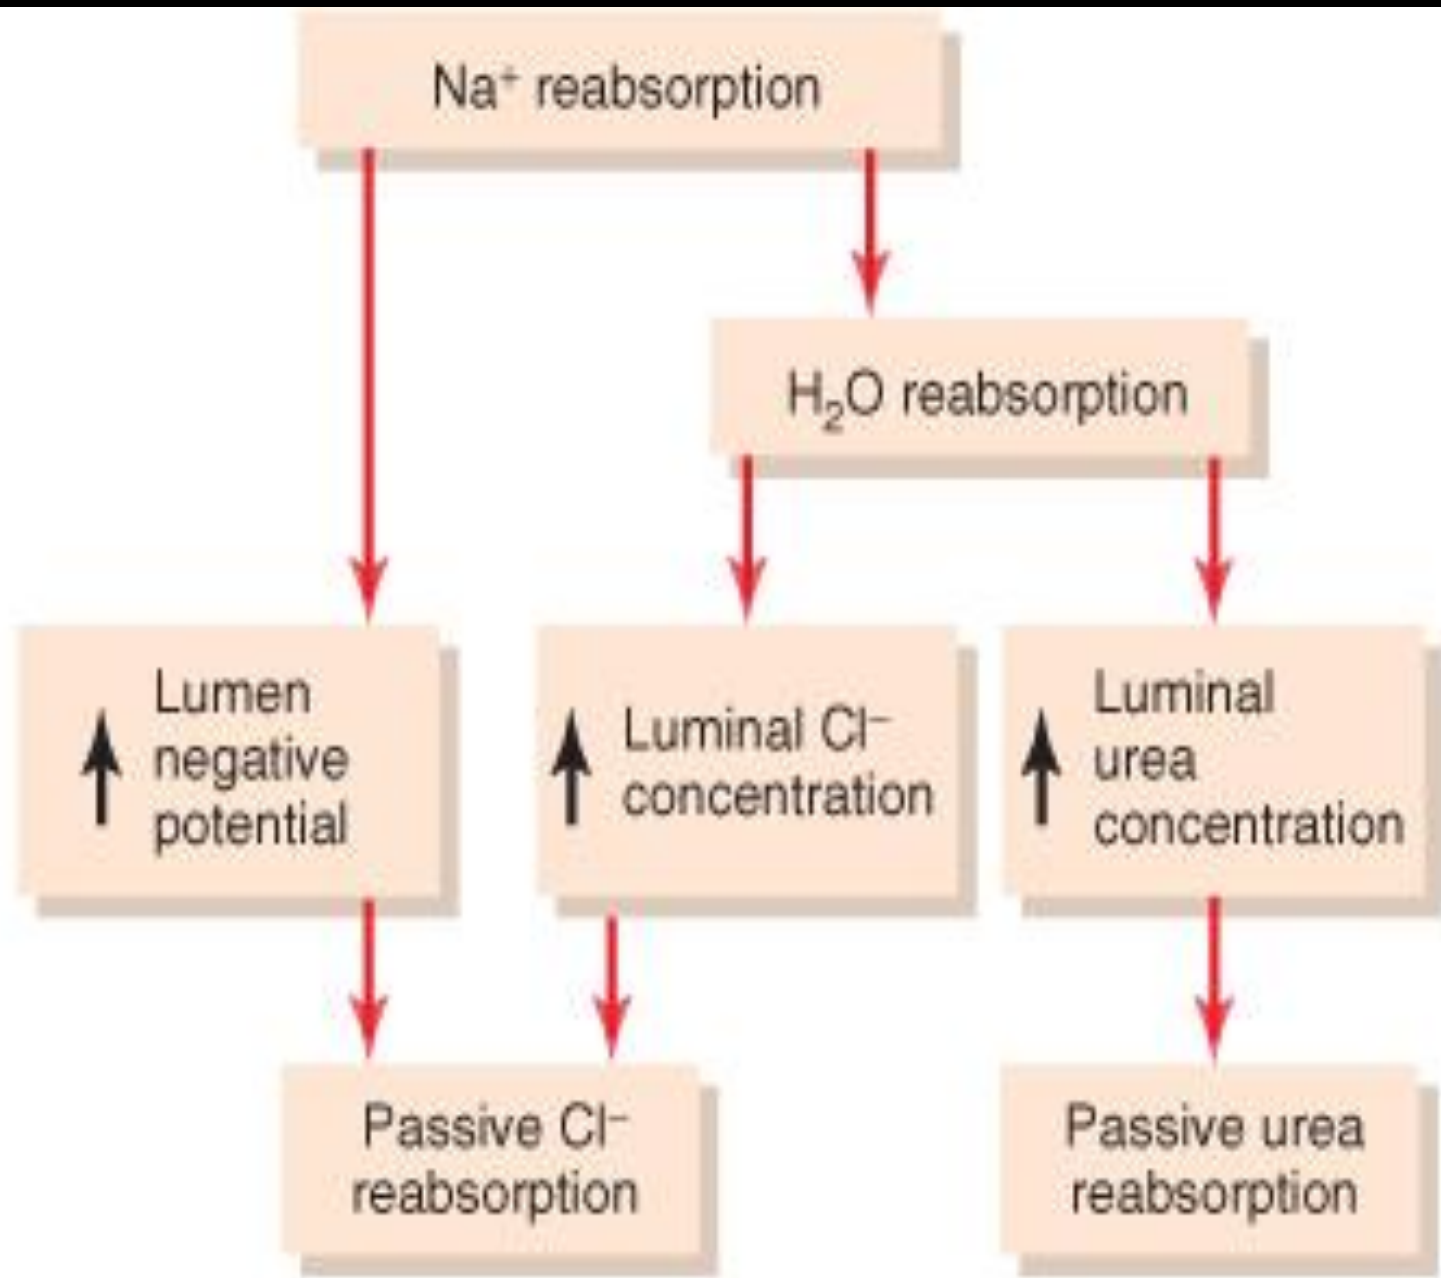 Na⁺ reabsorption
H₂O reabsorption
Lumen
negative
potential
Luminal Cl⁻
concentration
Luminal
urea
concentration
Passive Cl⁻
reabsorption
Passive urea
reabsorption